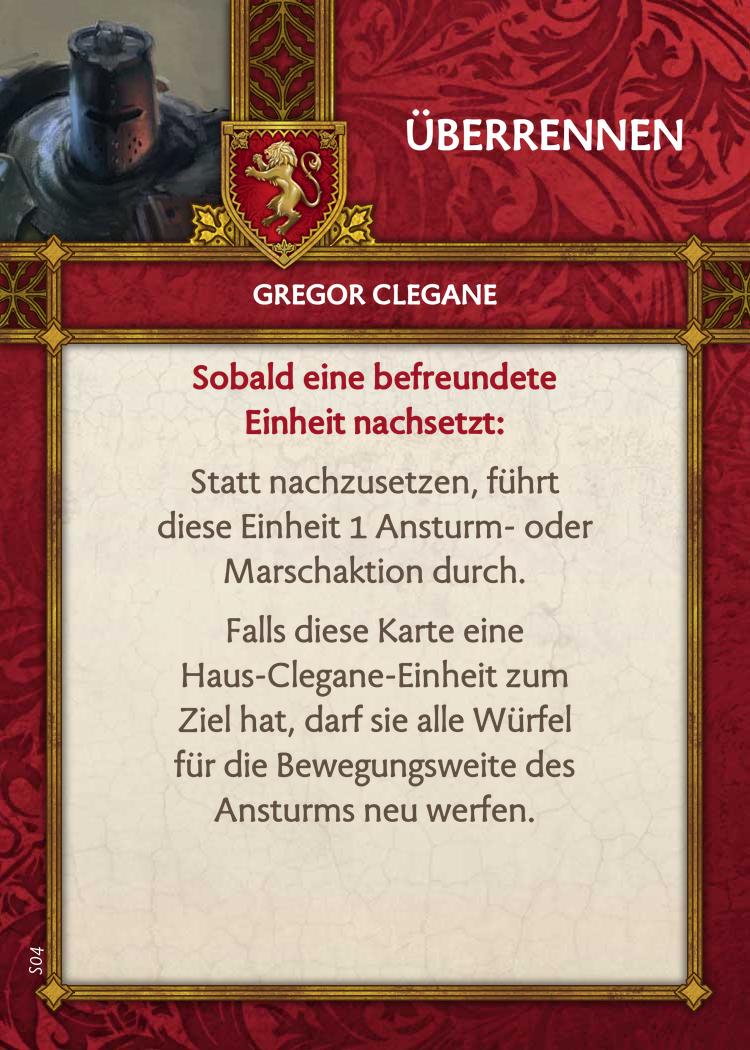 ÜBERRENNEN
GREGOR CLEGANE
Sobald eine befreundete
Einheit nachsetzt:
Statt nachzusetzen, führt
diese Einheit 1 Ansturm- oder
Marschaktion durch.
Falls diese Karte eine
Haus-Clegane-Einheit zum
Ziel hat, darf sie alle Würfel
für die Bewegungsweite des
Ansturms neu werfen.
S04